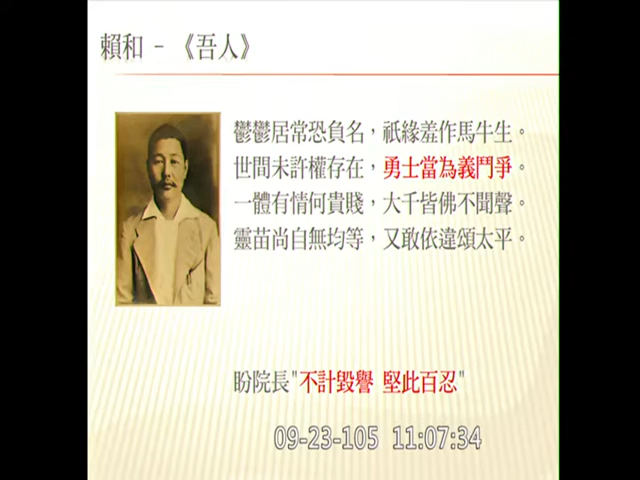 賴和 – 《吾人》
鬱鬱居常恐負名，祇緣羞作馬牛生。
世間未許權存在，勇士當為義鬥爭。
一體有情何貴賤，大千皆佛不聞聲。
靈苗尚自無均等，又敢依違頌太平。
盼院長"不計毀譽 堅此百忍"
09-23-105 11:07:34